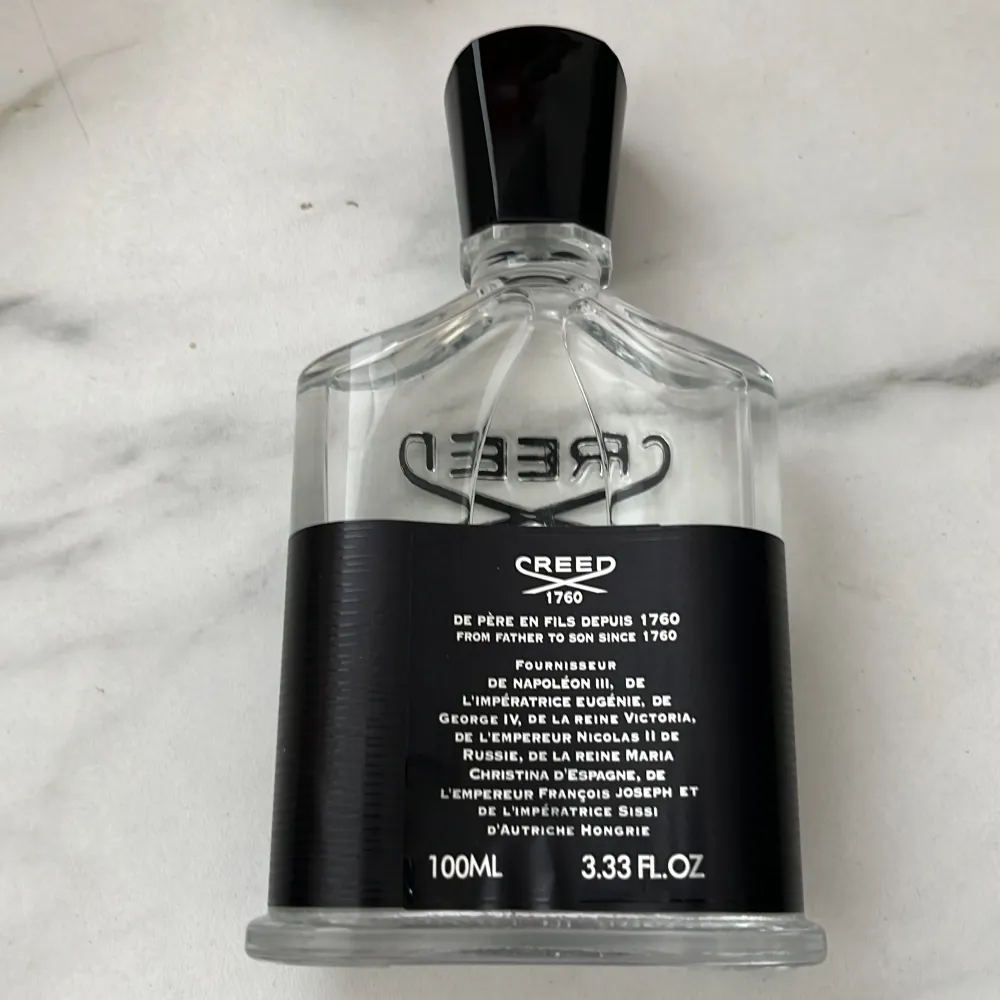 CREED
CREED
1760
DE PÈRE EN FILS DEPUIS 1760
FROM FATHER TO SON SINCE 1760
FOURNISSEUR
DE NAPOLÉON III, DE
L'IMPÉRATRICE EUGÉNIE, DE
GEORGE IV, DE LA REINE VICTORIA,
DE L'EMPEREUR NICOLAS II DE
RUSSIE, DE LA REINE MARIA
CHRISTINA D'ESPAGNE, DE
L'EMPEREUR FRANÇOIS JOSEPH ET
DE L'IMPÉRATRICE SISSI
D'AUTRICHE HONGRIE
100ML 3.33 FL.OZ